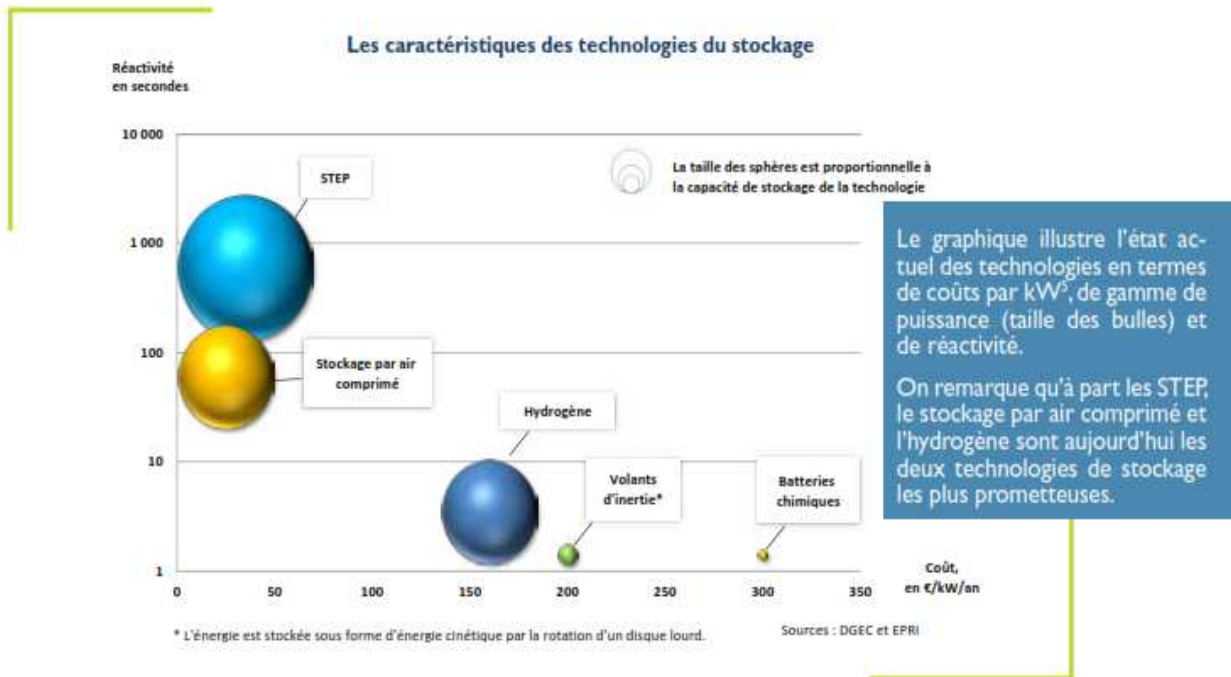 Les caractéristiques des technologies du stockage
Réactivité
en secondes
10 000
1 000
100
10
1
STEP
Stockage par air
comprimé
Hydrogène
Volants
d'inertie*
Batteries
chimiques
La taille des sphères est proportionnelle à
la capacité de stockage de la technologie
0
50
100
150
200
250
300
350
Coût,
en €/kW/an
* L'énergie est stockée sous forme d'énergie cinétique par la rotation d'un disque lourd.
Sources : DGEC et EPRI
Le graphique illustre l'état ac-
tuel des technologies en termes
de coûts par kW⁵, de gamme de
puissance (taille des bulles) et
de réactivité.
On remarque qu'à part les STEP,
le stockage par air comprimé et
l'hydrogène sont aujourd'hui les
deux technologies de stockage
les plus prometteuses.